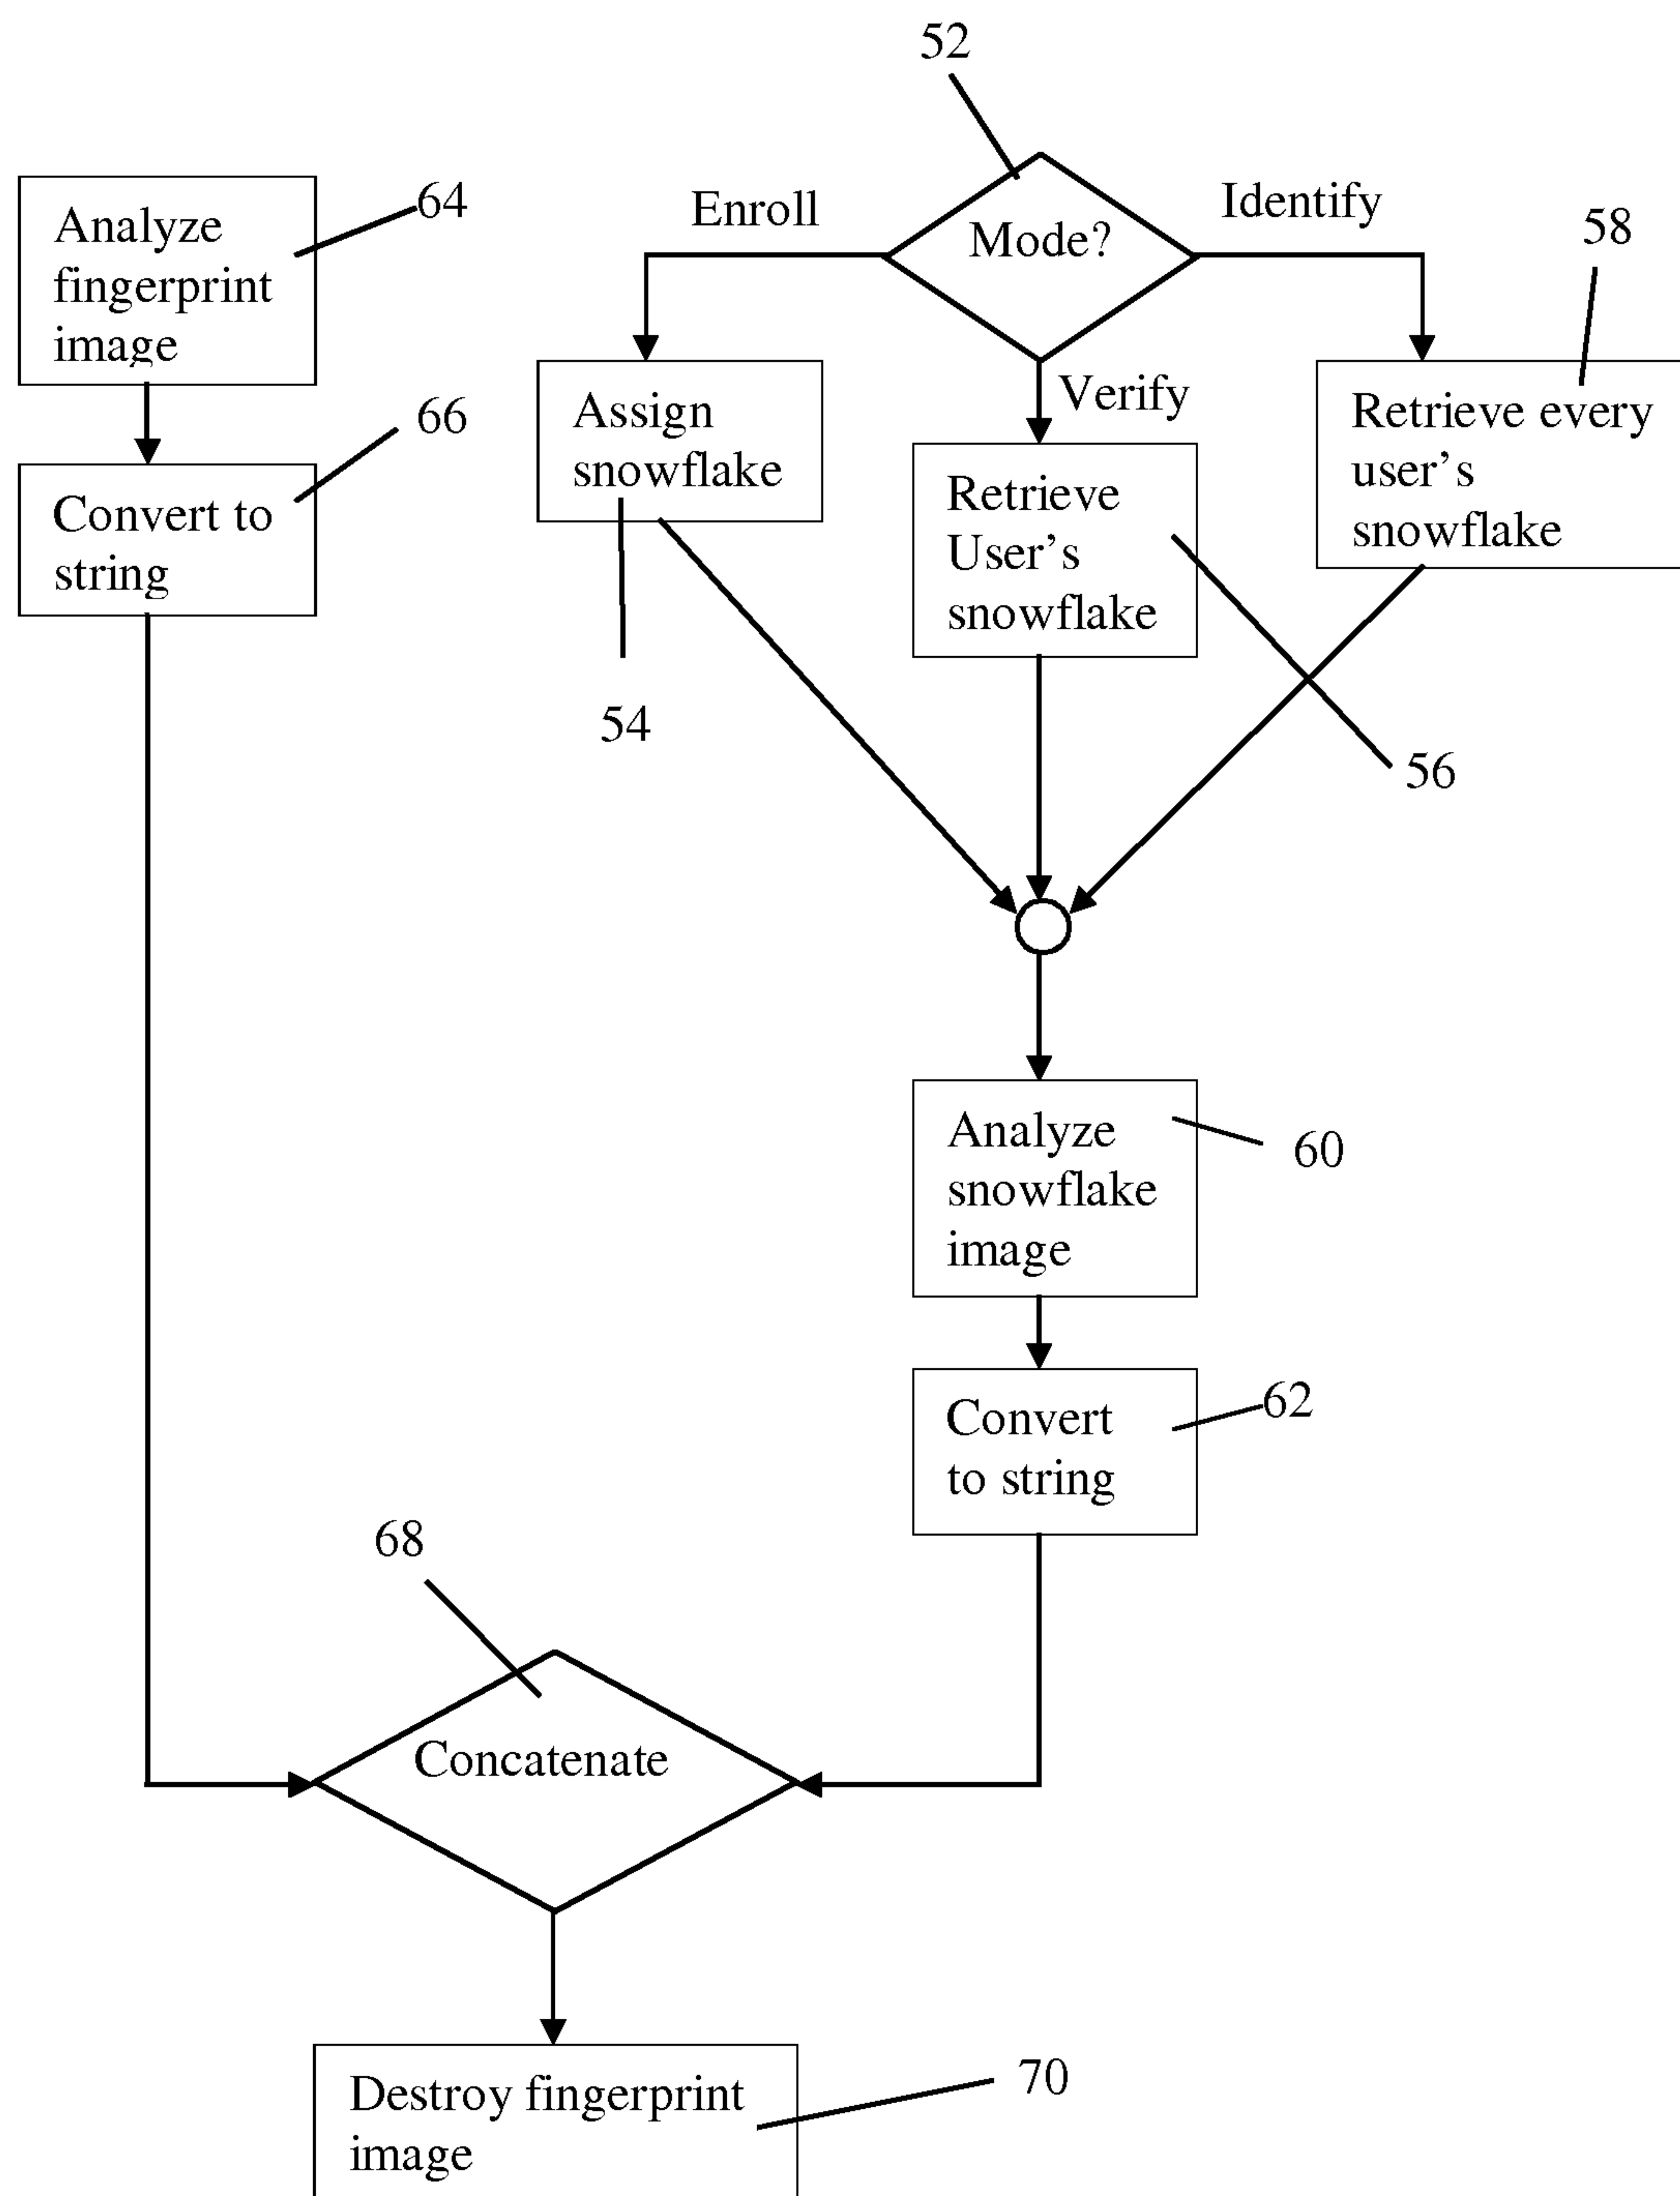 52
Analyze
fingerprint
image
64
Enroll
Mode?
Identify
58
Convert to
string
66
Assign
snowflake
54
Verify
Retrieve
User's
snowflake
56
Retrieve every
user's
snowflake
Analyze
snowflake
image
60
Convert
to string
62
68
Concatenate
Destroy fingerprint
image
70